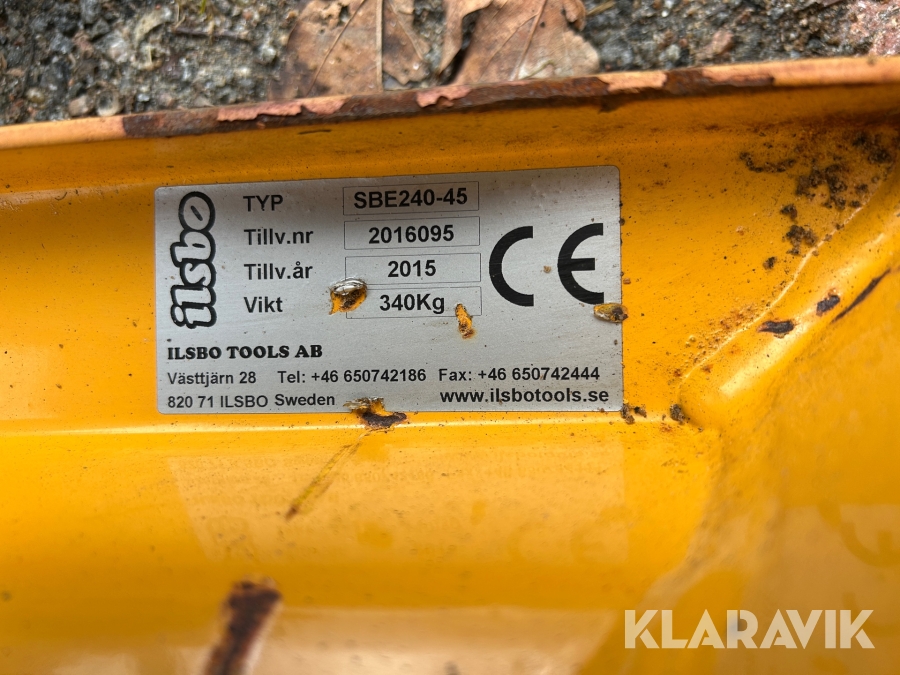 ilsbo
TYP SBE240-45
Tillv.nr 2016095
Tillv.år 2015
Vikt 340Kg
CE
ILSBO TOOLS AB
Västtjärn 28 Tel: +46 650742186 Fax: +46 650742444
820 71 ILSBO Sweden www.ilsbotools.se
KLARAVIK